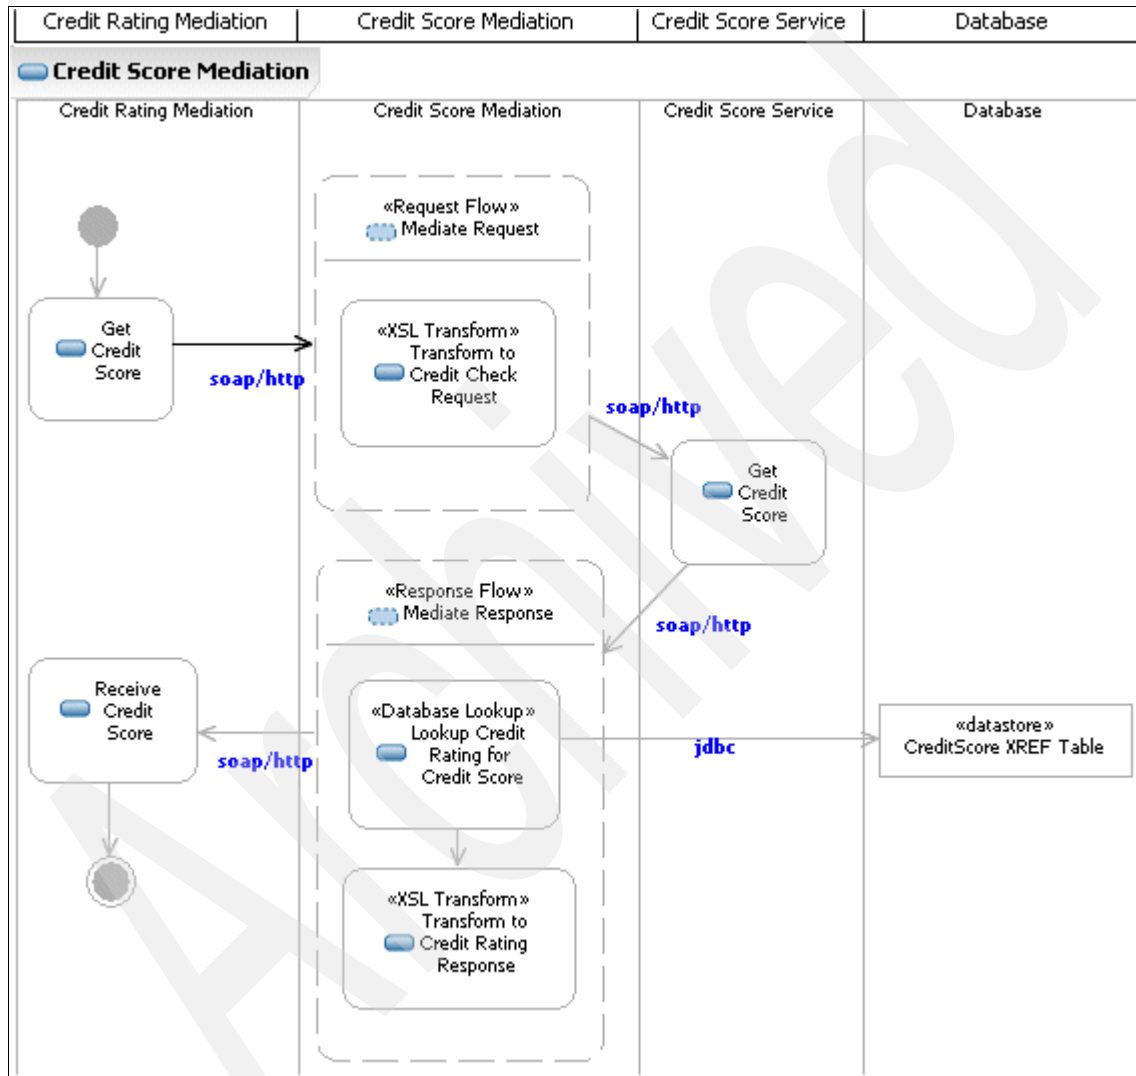 Credit Rating Mediation
Credit Score Mediation
Credit Score Service
Database
Credit Score Mediation
Credit Rating Mediation
Credit Score Mediation
Credit Score Service
Database
«Request Flow»
Mediate Request
Get
Credit
Score
soap/http
«XSL Transform»
Transform to
Credit Check
Request
soap/http
Get
Credit
Score
«Response Flow»
Mediate Response
soap/http
Receive
Credit
Score
soap/http
«Database Lookup»
Lookup Credit
Rating for
Credit Score
jdbc
«datastore»
CreditScore XREF Table
«XSL Transform»
Transform to
Credit Rating
Response
Archived